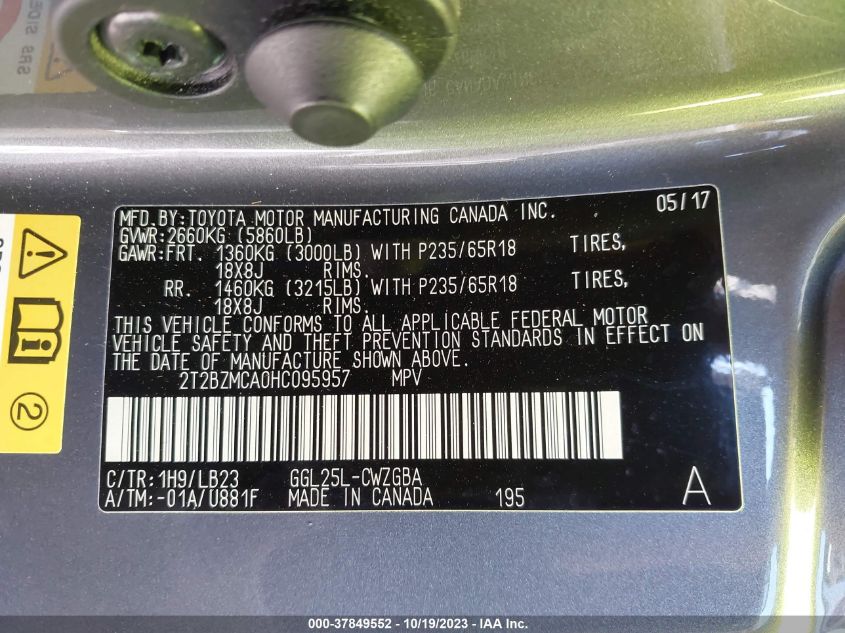 SRS SIDE
MFD.BY:TOYOTA MOTOR MANUFACTURING CANADA INC. 05/17
GVWR:2660KG (5860LB)
GAWR:FRT. 1360KG (3000LB) WITH P235/65R18 TIRES,
18X8J RIMS.
RR. 1460KG (3215LB) WITH P235/65R18 TIRES,
18X8J RIMS.
THIS VEHICLE CONFORMS TO ALL APPLICABLE FEDERAL MOTOR
VEHICLE SAFETY AND THEFT PREVENTION STANDARDS IN EFFECT ON
THE DATE OF MANUFACTURE SHOWN ABOVE.
2T2BZMCA0HC095957 MPV
C/TR:1H9/LB23 GGL25L-CWZGBA
A/TM:-01A/U881F MADE IN CANADA 195 A
2
000-37849552 - 10/19/2023 - IAA Inc.